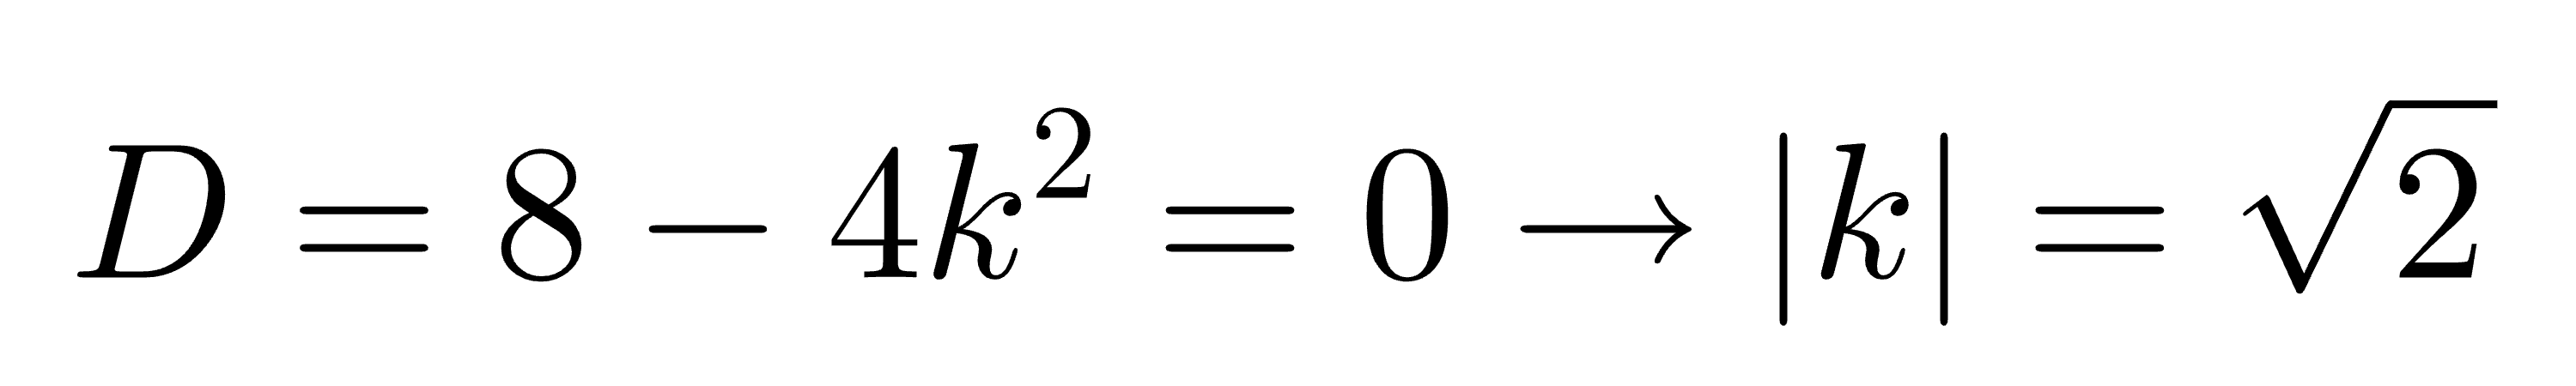 D = 8 − 4k² = 0 → |k| = √2